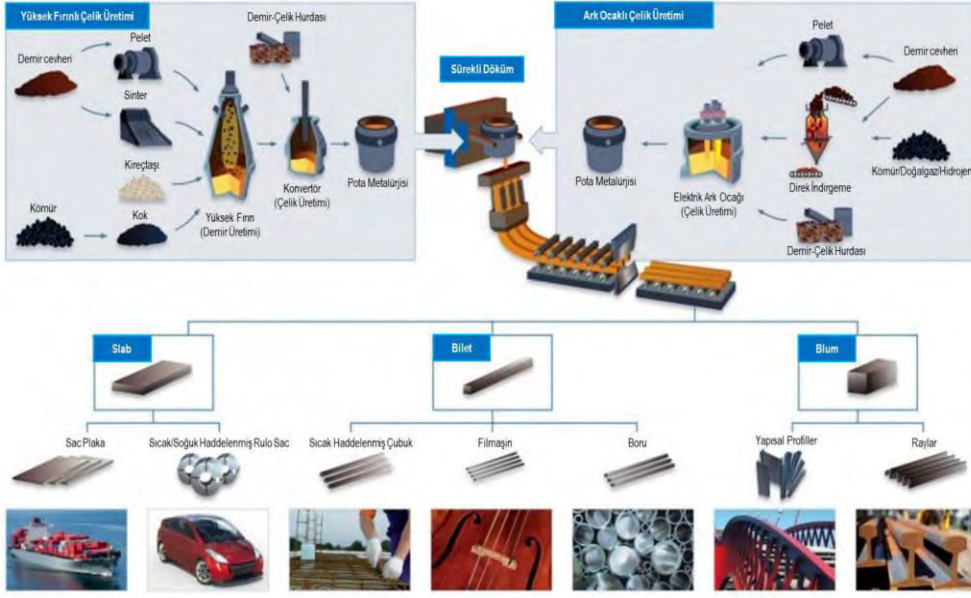 Yüksek Fırınlı Çelik Üretimi
Demir-Çelik Hurdası
Pelet
Demir cevheri
Sinter
Kireçtaşı
Kömür
Kok
Yüksek Fırın
(Demir Üretimi)
Konvertör
(Çelik Üretimi)
Pota Metalürjisi
Sürekli Döküm
Ark Ocaklı Çelik Üretimi
Pelet
Demir cevheri
Pota Metalürjisi
Elektrik Ark Ocağı
(Çelik Üretimi)
Direk İndirgeme
Kömür/Doğalgaz/Hidrojen
Demir-Çelik Hurdası
Slab
Bilet
Blum
Sac Plaka
Sıcak/Soğuk Haddelenmiş Rulo Sac
Sıcak Haddelenmiş Çubuk
Filmaşin
Boru
Yapısal Profiller
Raylar